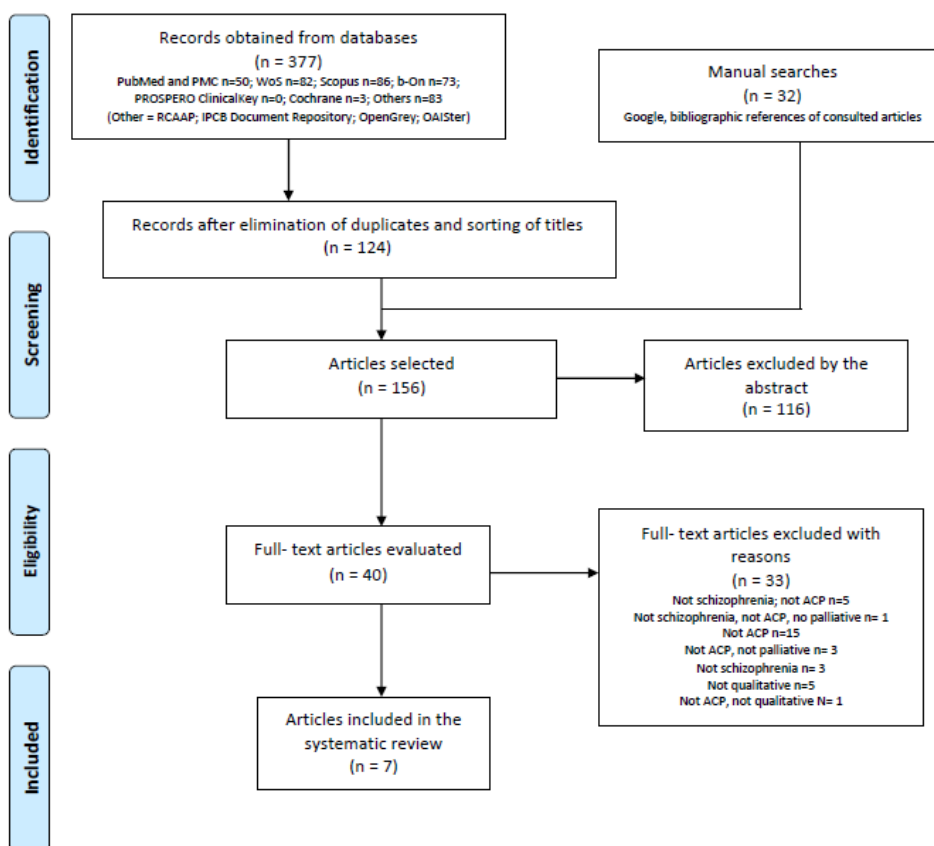 Identification
Records obtained from databases
(n = 377)
PubMed and PMC n=50; WoS n=82; Scopus n=86; b-On n=73;
PROSPERO ClinicalKey n=0; Cochrane n=3; Others n=83
(Other = RCAAP; IPCB Document Repository; OpenGrey; OAISter)
Manual searches
(n = 32)
Google, bibliographic references of consulted articles
Records after elimination of duplicates and sorting of titles
(n = 124)
Screening
Articles selected
(n = 156)
Articles excluded by the
abstract
(n = 116)
Eligibility
Full- text articles evaluated
(n = 40)
Full- text articles excluded with
reasons
(n = 33)
Not schizophrenia; not ACP n=5
Not schizophrenia, not ACP, no palliative n= 1
Not ACP n=15
Not ACP, not palliative n= 3
Not schizophrenia n= 3
Not qualitative n=5
Not ACP, not qualitative N= 1
Included
Articles included in the
systematic review
(n = 7)